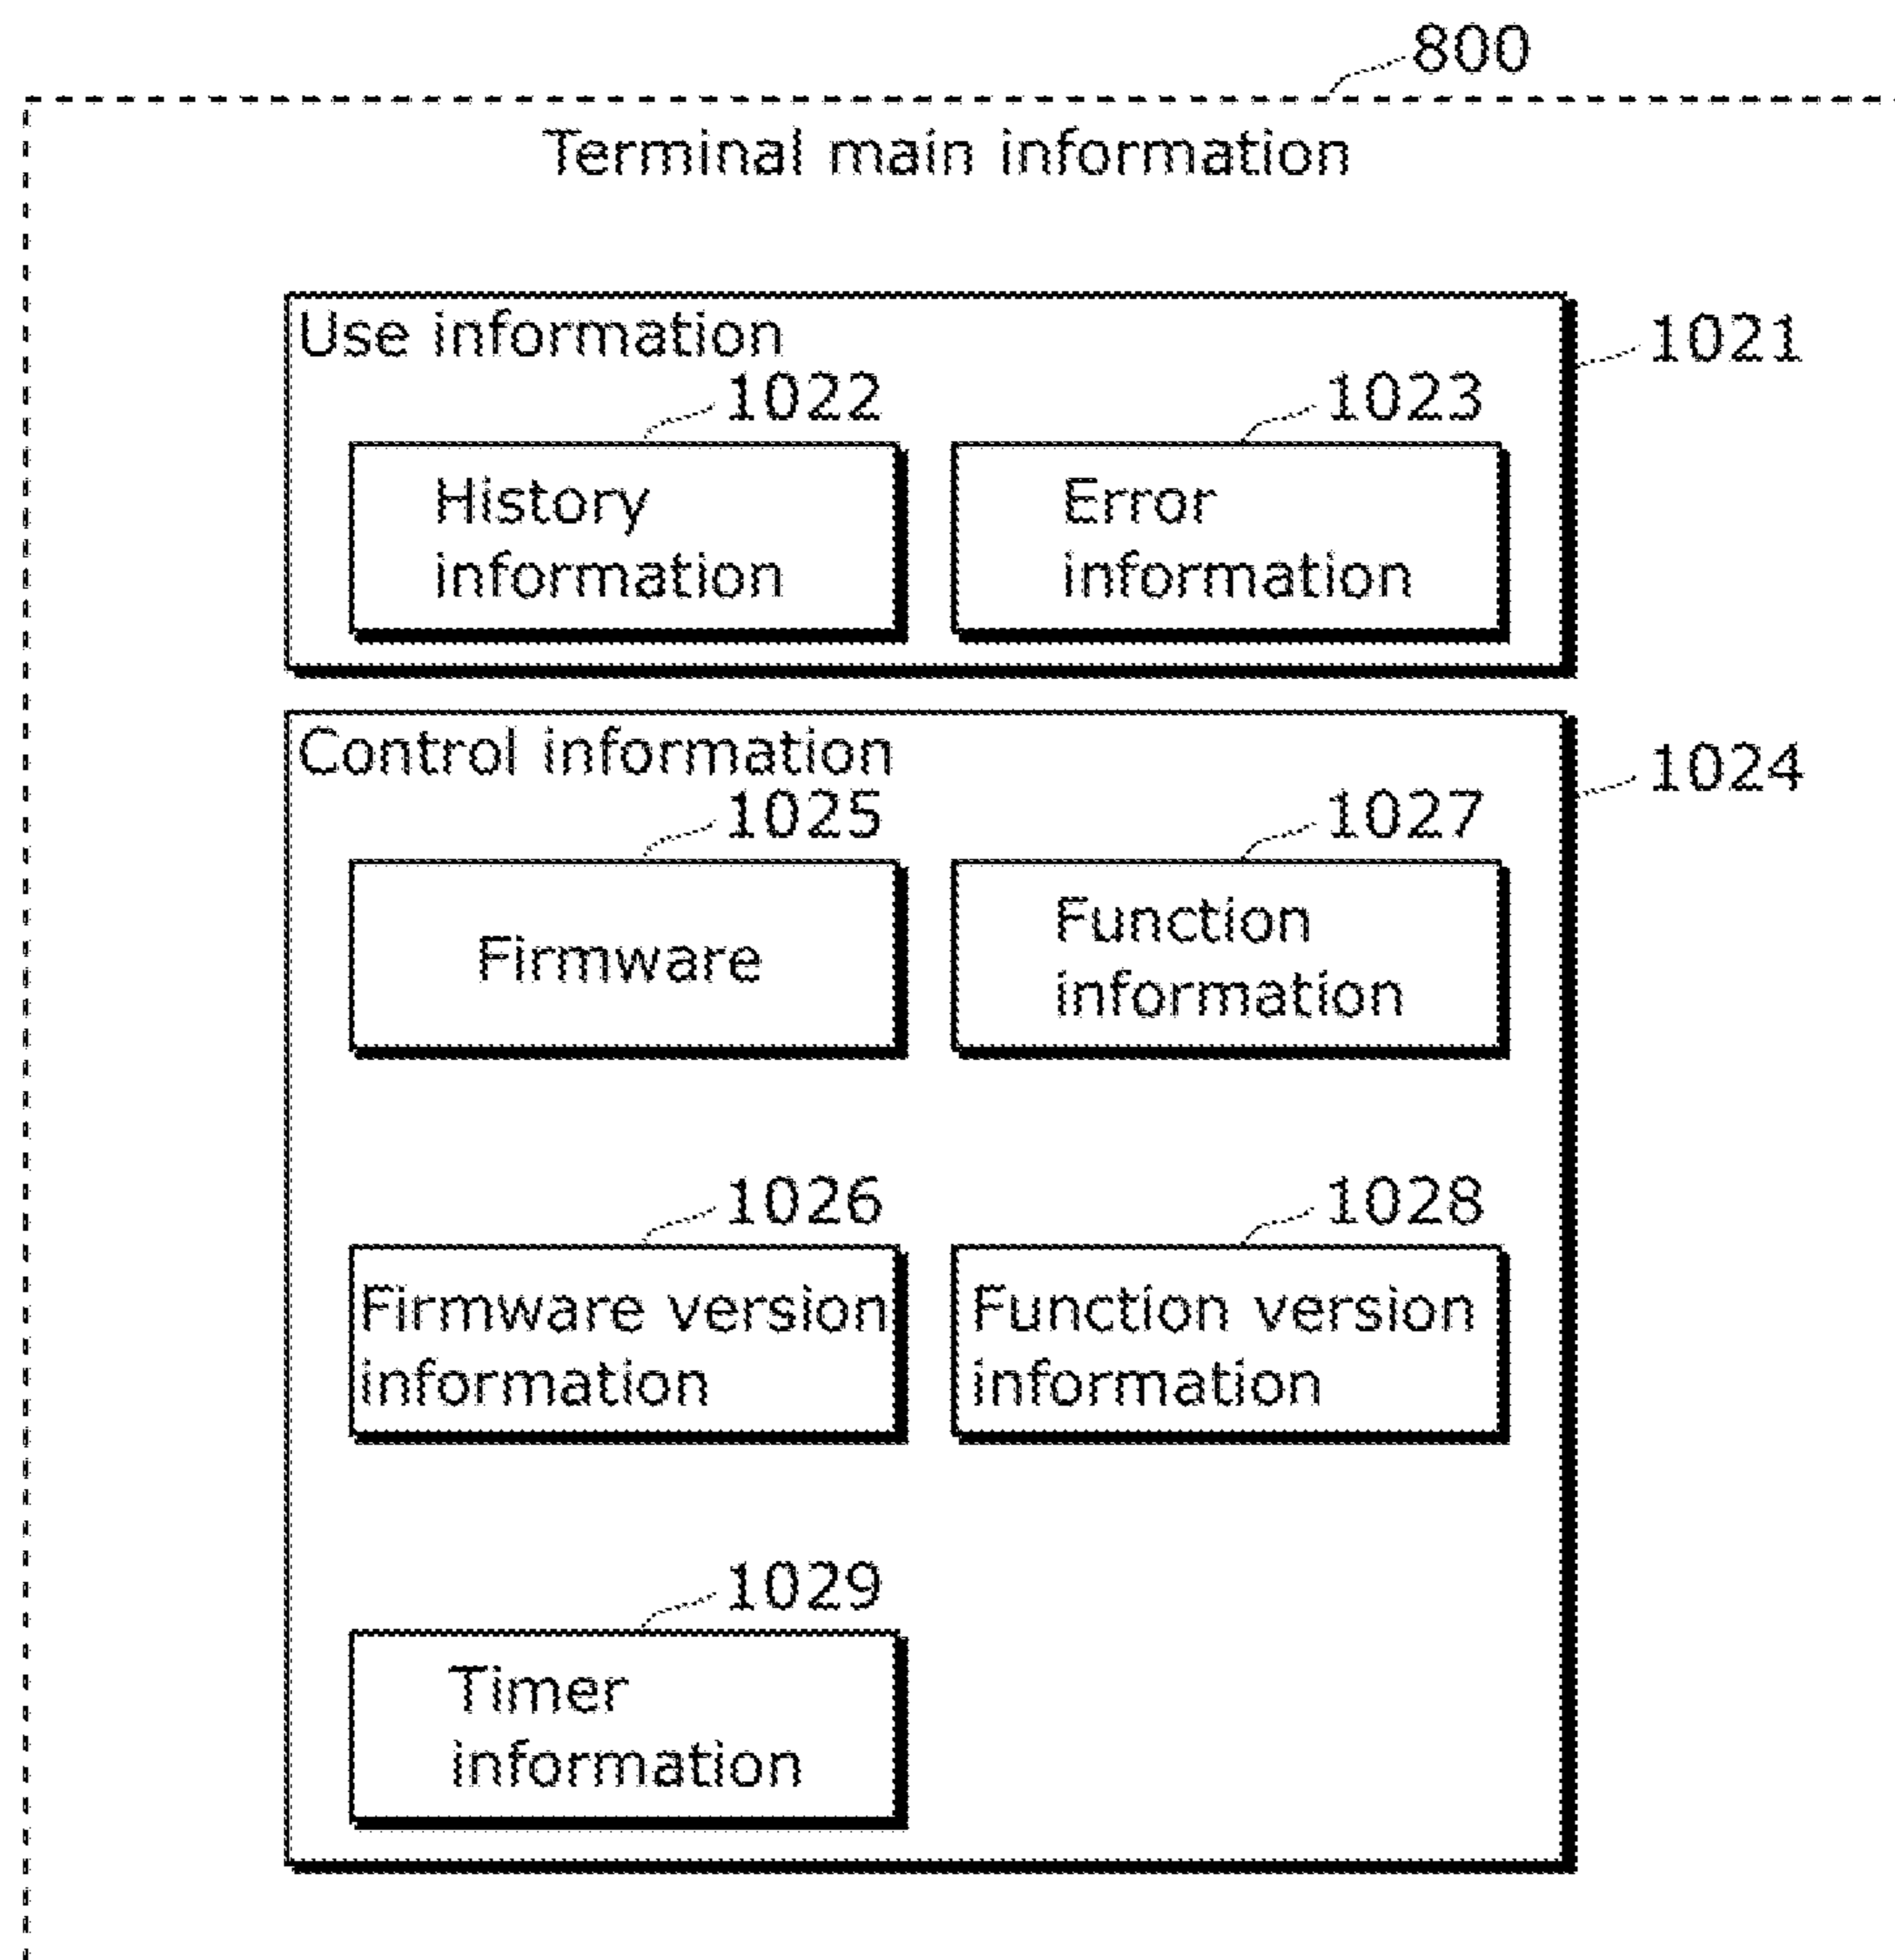 800
Terminal main information
Use information
1021
1022
1023
History
information
Error
information
Control information
1024
1025
1027
Firmware
Function
information
1026
1028
Firmware version
information
Function version
information
1029
Timer
information